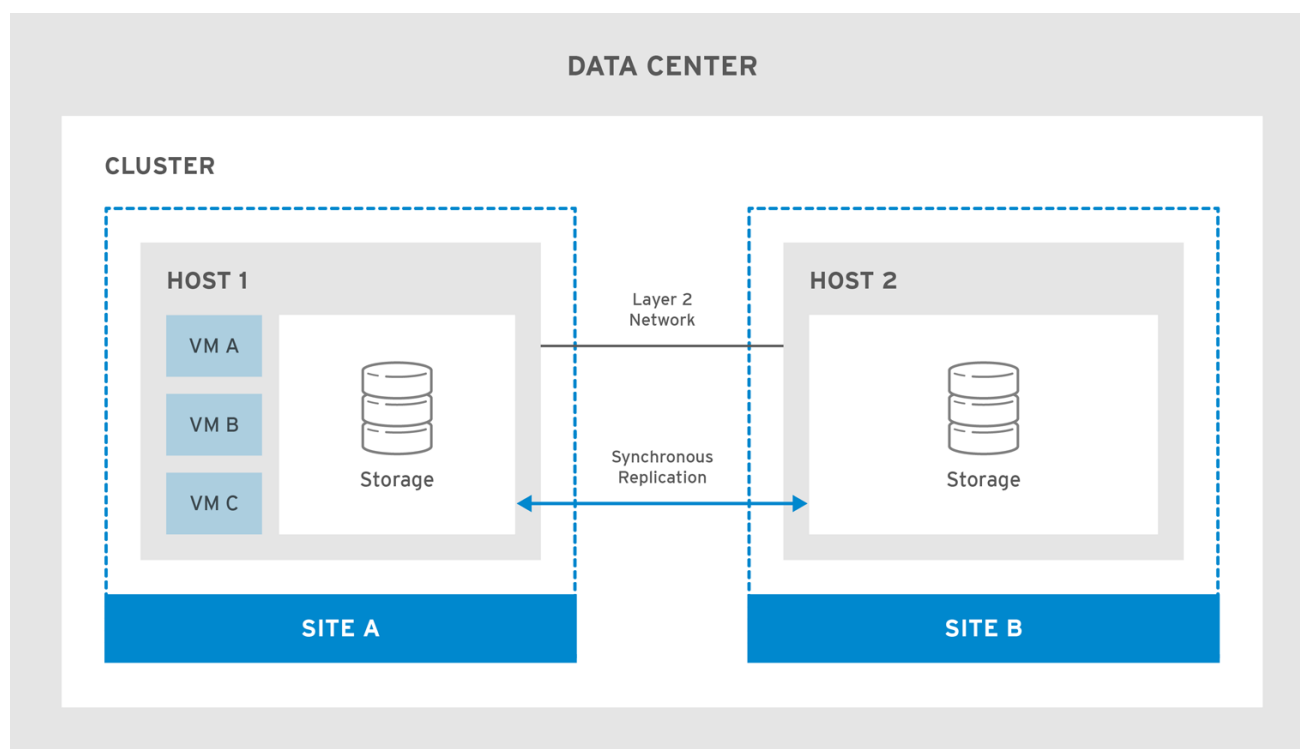 DATA CENTER
CLUSTER
HOST 1
VM A
VM B
VM C
Storage
Layer 2
Network
Synchronous
Replication
HOST 2
Storage
SITE A
SITE B